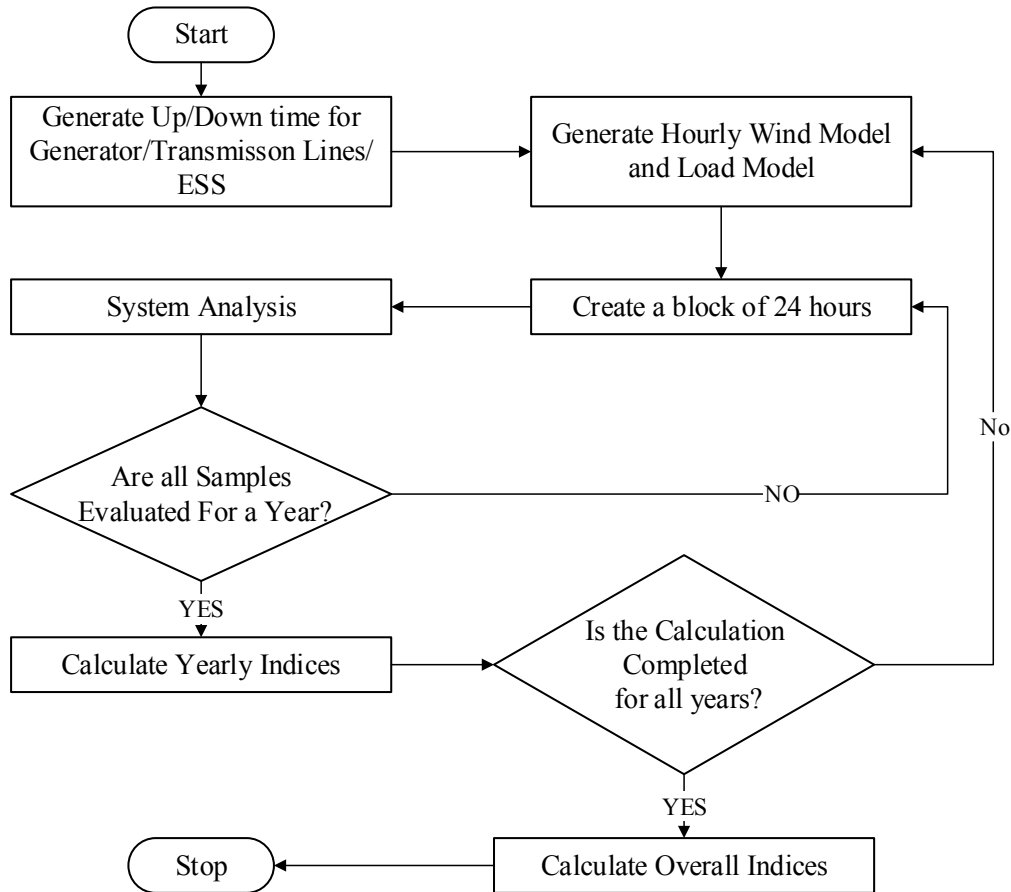 Start
Generate Up/Down time for
Generator/Transmisson Lines/
ESS
Generate Hourly Wind Model
and Load Model
System Analysis
Create a block of 24 hours
Are all Samples
Evaluated For a Year?
NO
No
YES
Calculate Yearly Indices
Is the Calculation
Completed
for all years?
YES
Stop
Calculate Overall Indices